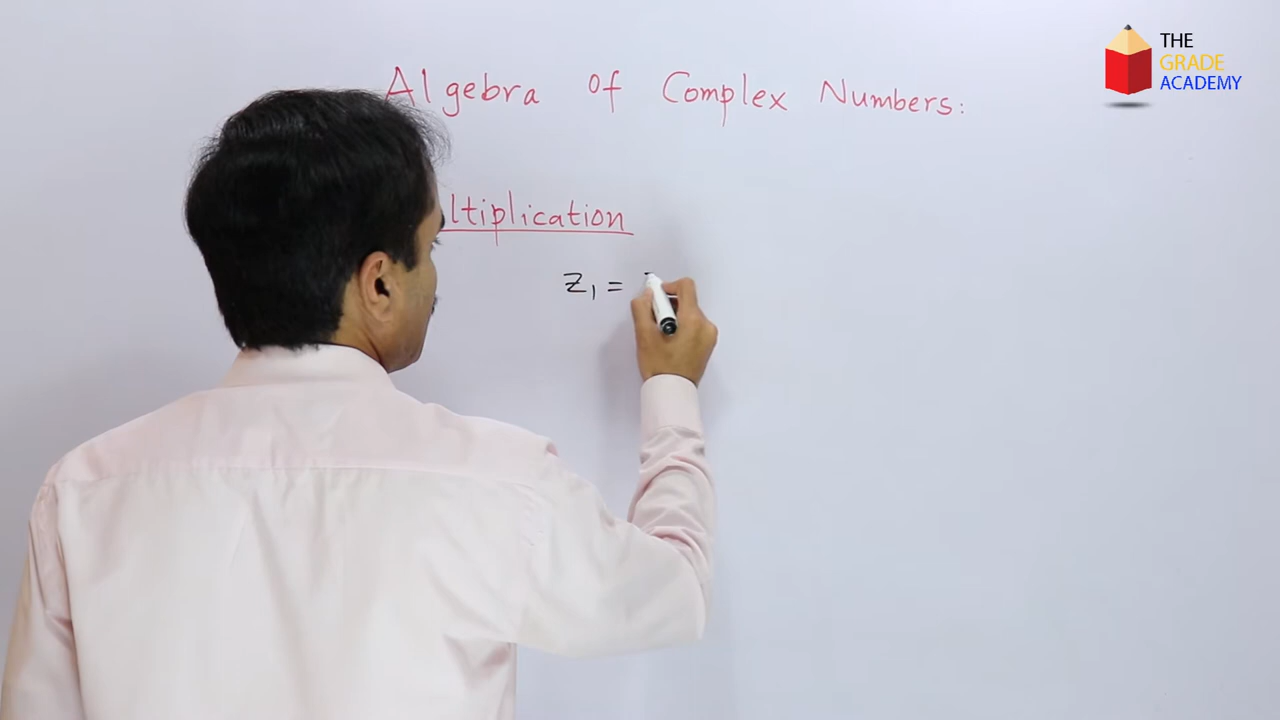 THE
GRADE
ACADEMY
Algebra of Complex Numbers:
ltiplication
Z₁ =